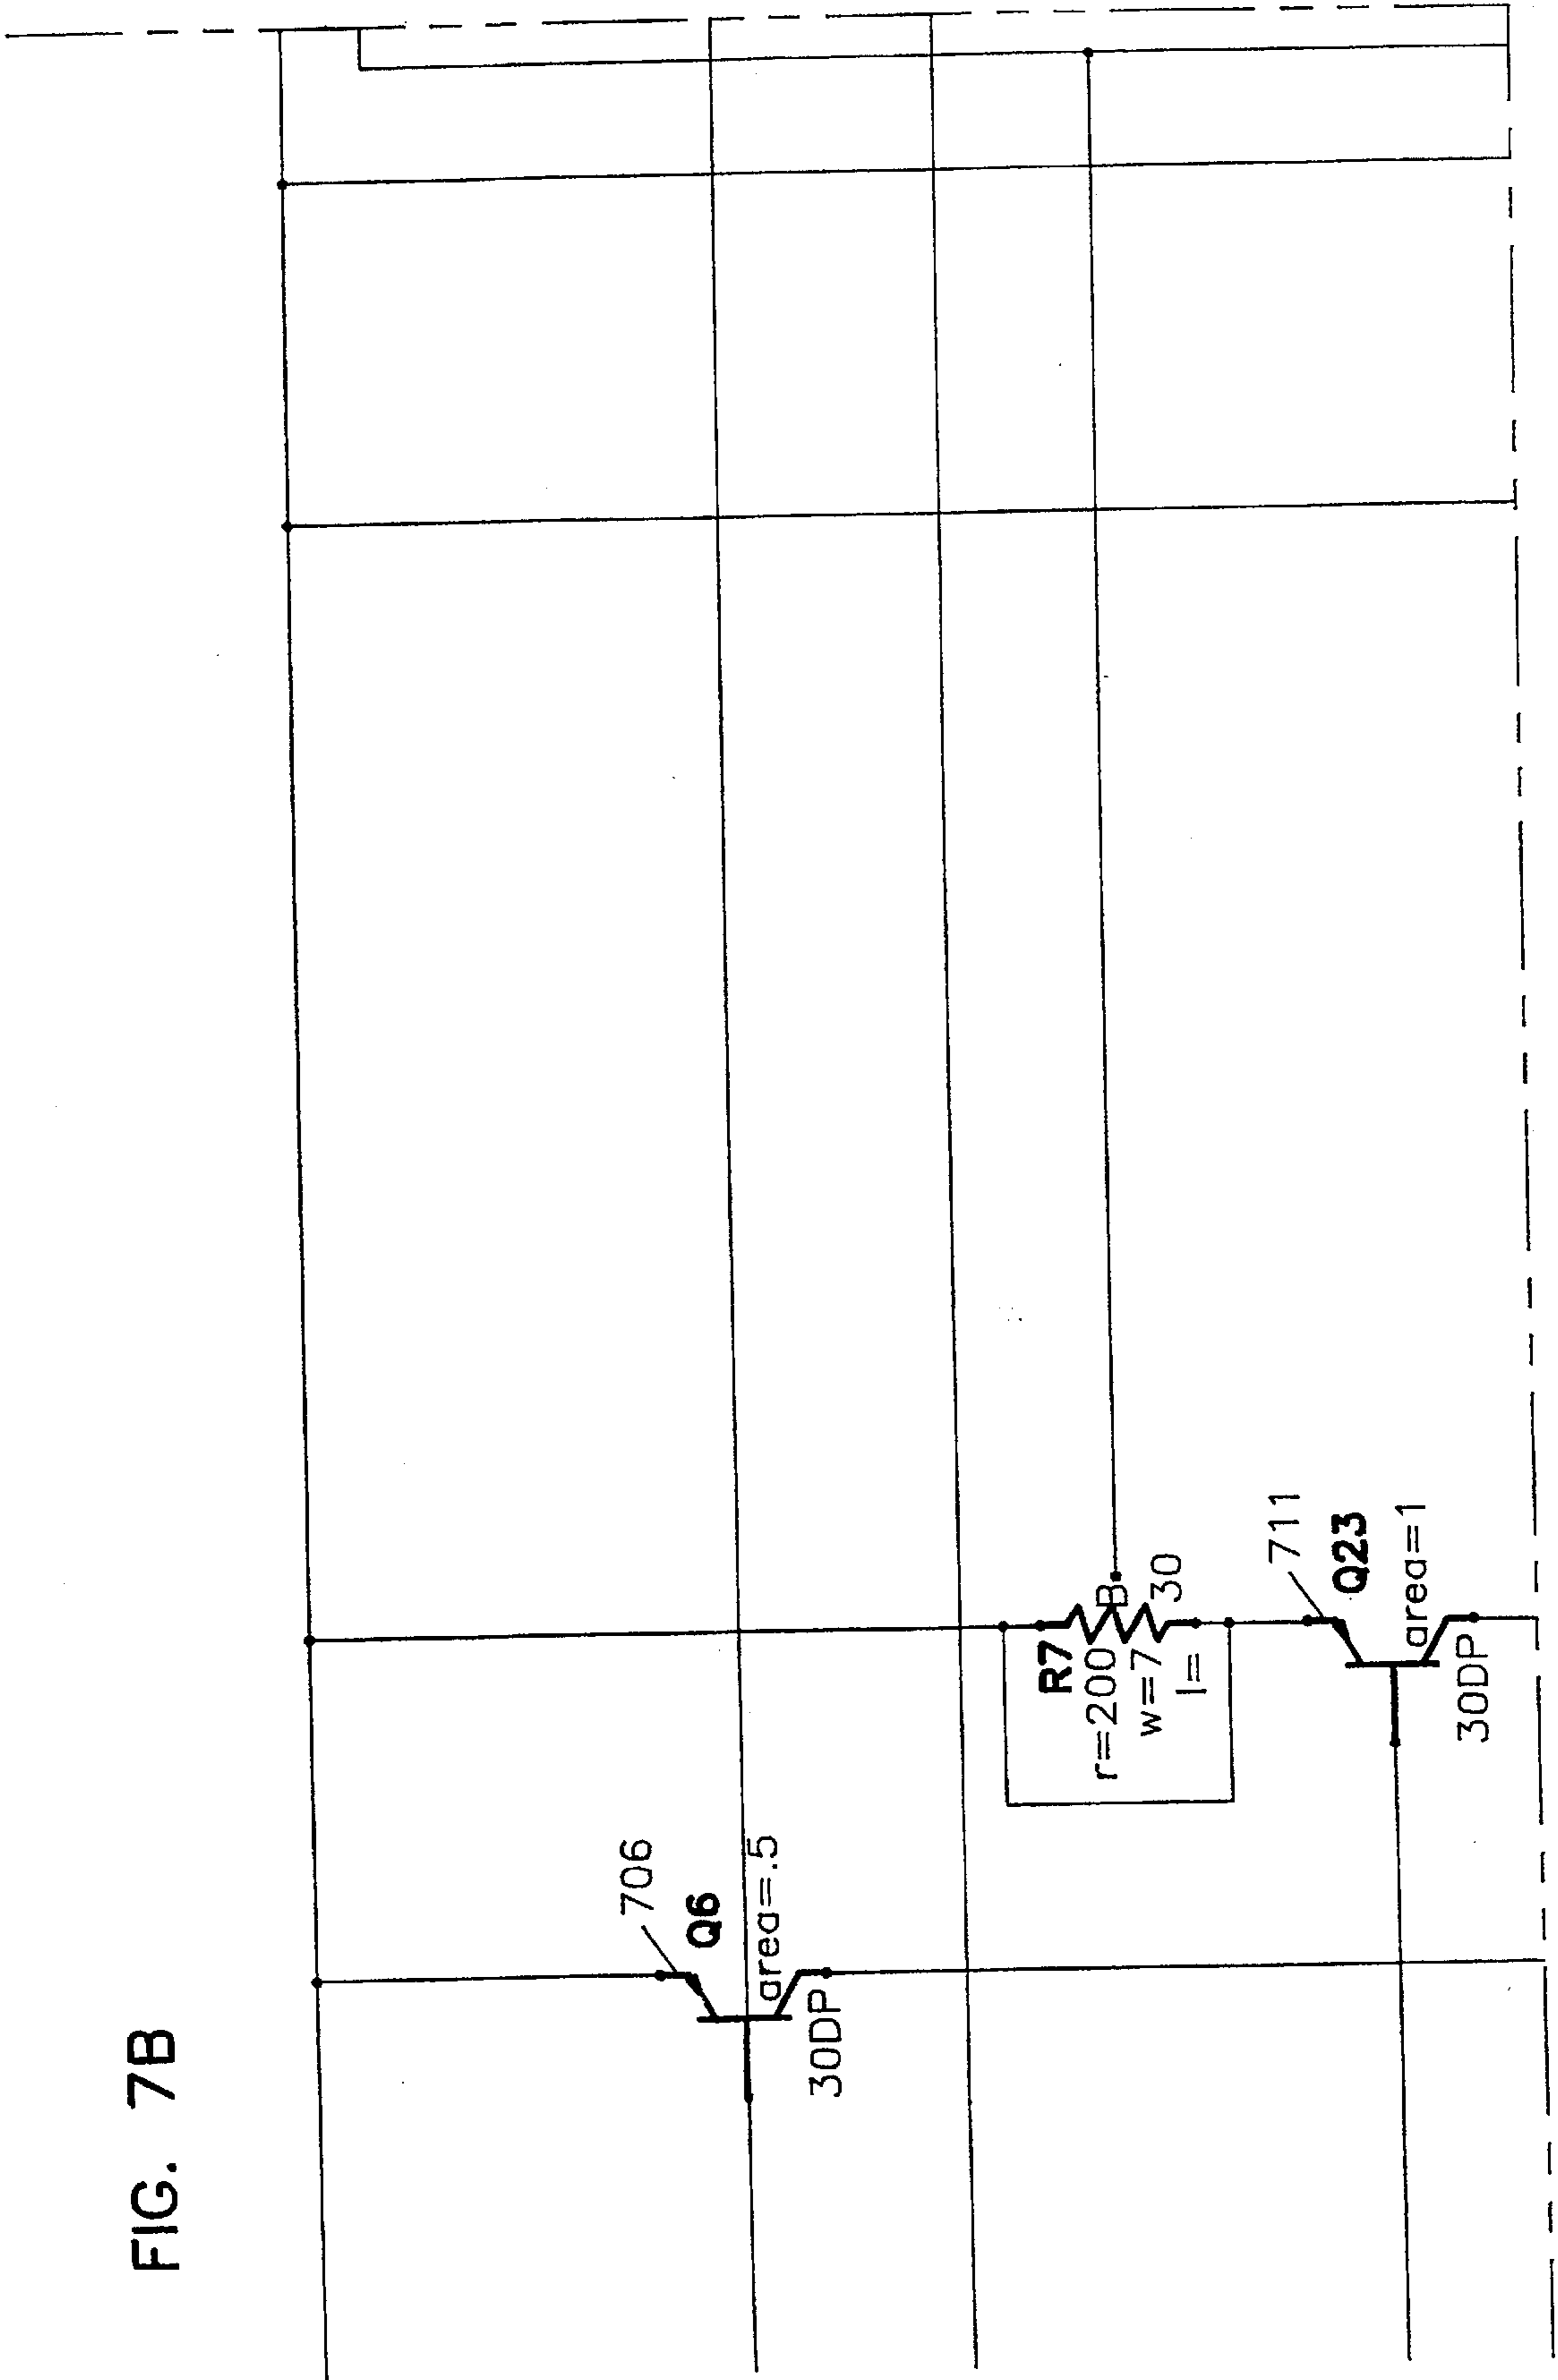 FIG. 7B
706
Q6
area=.5
30DP
R7
r=200
B
w=7
30
l=
711
Q23
area=1
30DP